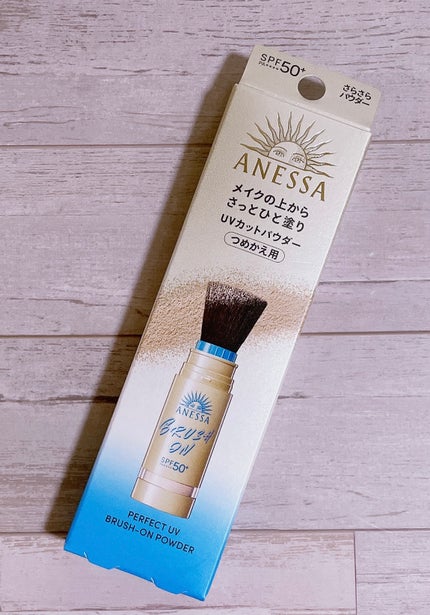 SPF50+
PA++++
さらさら
パウダー
ANESSA
メイクの上から
さっとひと塗り
UVカットパウダー
つめかえ用
ANESSA
BRUSH
ON
SPF50+
PERFECT UV
BRUSH-ON POWDER